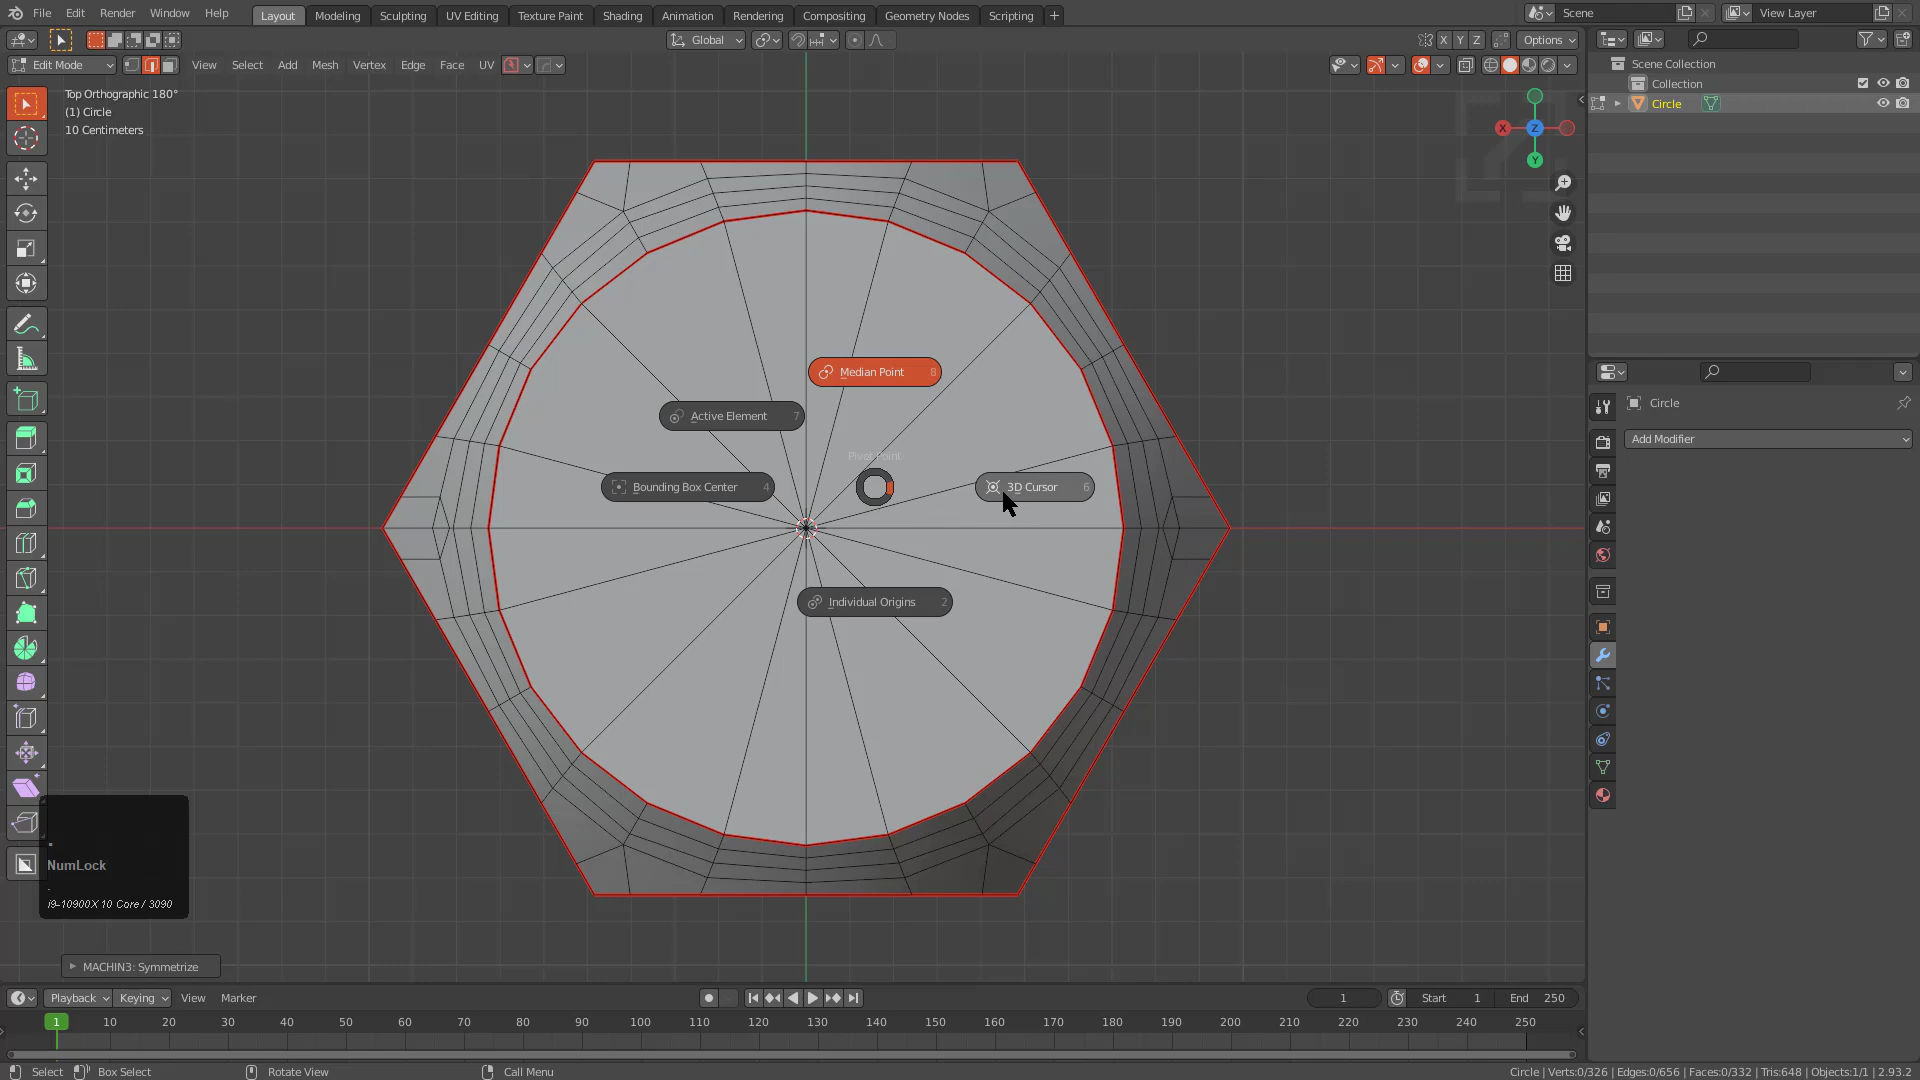 File Edit Render Window Help Layout Modeling Sculpting UV Editing Texture Paint Shading Animation Rendering Compositing Geometry Nodes Scripting + Scene View Layer
Global X Y Z Options
Edit Mode View Select Add Mesh Vertex Edge Face UV
Scene Collection
Collection
Circle
Top Orthographic 180°
(1) Circle
10 Centimeters
X Z
Y
Median Point 8
Active Element 7
Pivot Point
Bounding Box Center 4
3D Cursor 6
Individual Origins 2
Circle
Add Modifier
.
NumLock
i9-10900X 10 Core / 3090
MACHIN3: Symmetrize
Playback Keying View Marker 1 Start 1 End 250
1 10 20 30 40 50 60 70 80 90 100 110 120 130 140 150 160 170 180 190 200 210 220 230 240 250
Select Box Select Rotate View Call Menu Circle | Verts:0/326 | Edges:0/656 | Faces:0/332 | Tris:648 | Objects:1/1 | 2.93.2